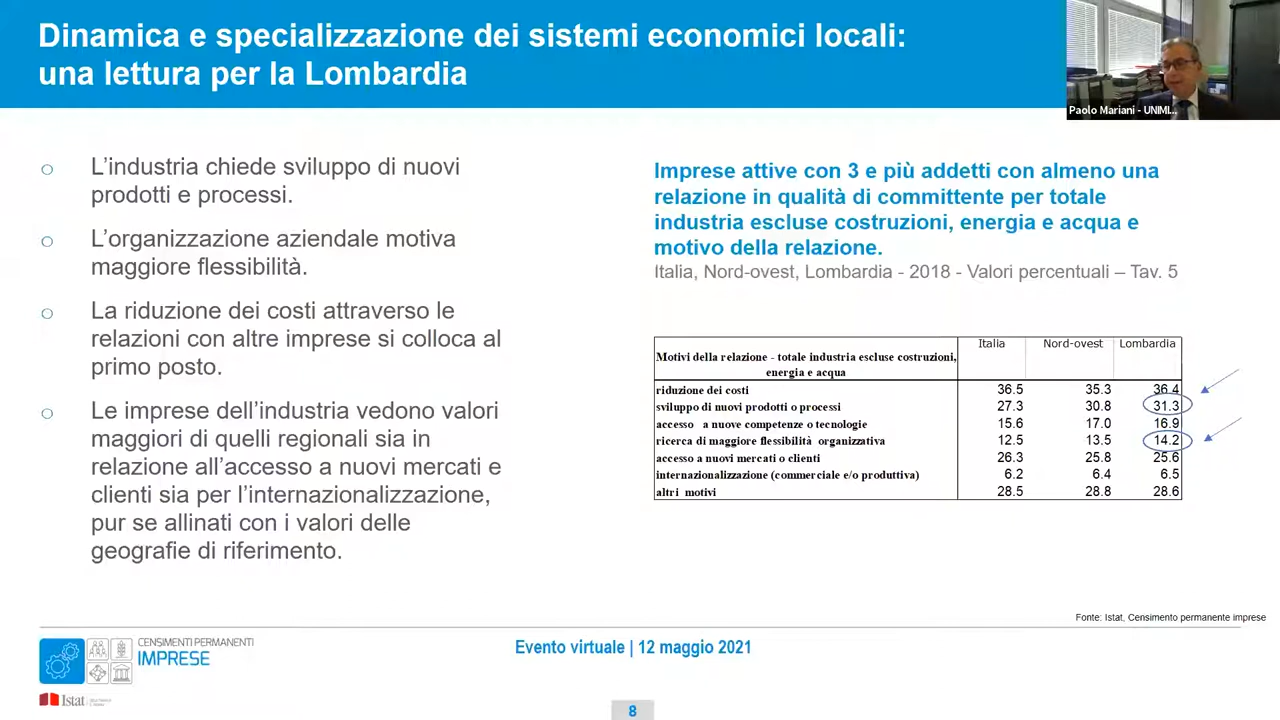 Dinamica e specializzazione dei sistemi economici locali:
una lettura per la Lombardia
Paolo Mariani - UNIMI...
L'industria chiede sviluppo di nuovi
prodotti e processi.
L'organizzazione aziendale motiva
maggiore flessibilità.
La riduzione dei costi attraverso le
relazioni con altre imprese si colloca al
primo posto.
Le imprese dell'industria vedono valori
maggiori di quelli regionali sia in
relazione all'accesso a nuovi mercati e
clienti sia per l'internazionalizzazione,
pur se allinati con i valori delle
geografie di riferimento.
Imprese attive con 3 e più addetti con almeno una
relazione in qualità di committente per totale
industria escluse costruzioni, energia e acqua e
motivo della relazione.
Italia, Nord-ovest, Lombardia - 2018 - Valori percentuali – Tav. 5
Italia Nord-ovest Lombardia
Motivi della relazione - totale industria escluse costruzioni,
energia e acqua
riduzione dei costi 36.5 35.3 36.4
sviluppo di nuovi prodotti o processi 27.3 30.8 31.3
accesso a nuove competenze o tecnologie 15.6 17.0 16.9
ricerca di maggiore flessibilità organizzativa 12.5 13.5 14.2
accesso a nuovi mercati o clienti 26.3 25.8 25.6
internazionalizzazione (commerciale e/o produttiva) 6.2 6.4 6.5
altri motivi 28.5 28.8 28.6
Fonte: Istat, Censimento permanente imprese
CENSIMENTI PERMANENTI
IMPRESE
Evento virtuale | 12 maggio 2021
Istat
8